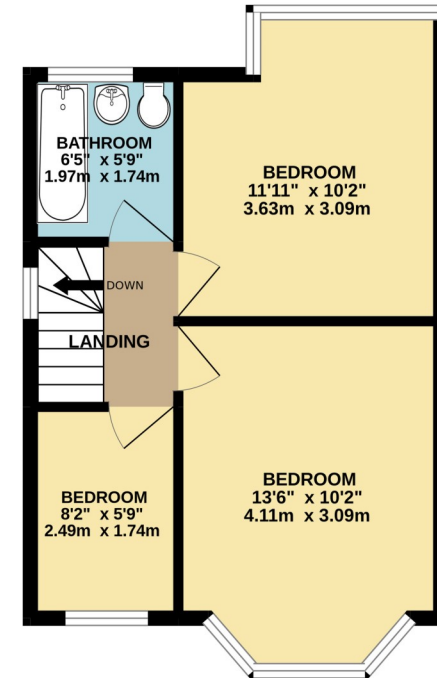 BATHROOM
6'5" x 5'9"
1.97m x 1.74m
BEDROOM
11'11" x 10'2"
3.63m x 3.09m
DOWN
LANDING
BEDROOM
8'2" x 5'9"
2.49m x 1.74m
BEDROOM
13'6" x 10'2"
4.11m x 3.09m